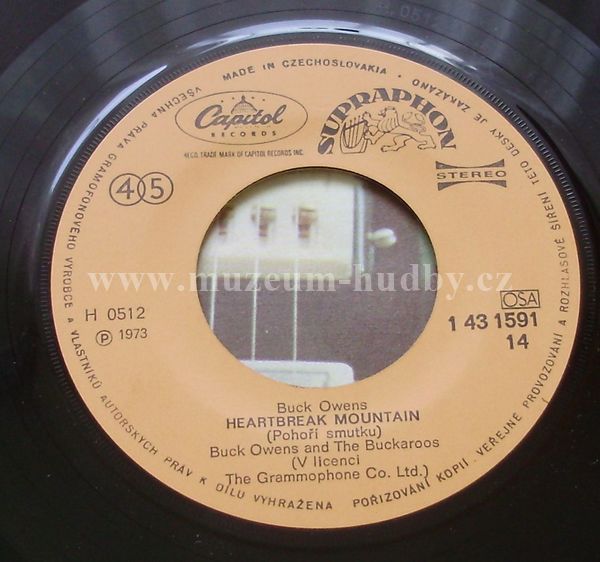 H 0512
MADE IN CZECHOSLOVAKIA •
VŠECHNA PRÁVA GRAMOFONOVÉHO VÝROBCE A VLASTNÍKŮ AUTORSKÝCH PRÁV K DÍLU VYHRAŽENA
POŘIZOVÁNÍ KOPIÍ, VEŘEJNÉ PROVOZOVÁNÍ A ROZHLASOVÉ ŠÍŘENÍ TÉTO DESKY JE ZAKÁZÁNO •
Capitol
RECORDS
REG. TRADE MARK OF CAPITOL RECORDS INC.
SUPRAPHON
STEREO
45
www.muzeum-hudby.cz
OSA
H 0512
Ⓟ 1973
1 43 1591
14
Buck Owens
HEARTBREAK MOUNTAIN
(Pohoří smutku)
Buck Owens and The Buckaroos
(V licenci
The Grammophone Co. Ltd.)